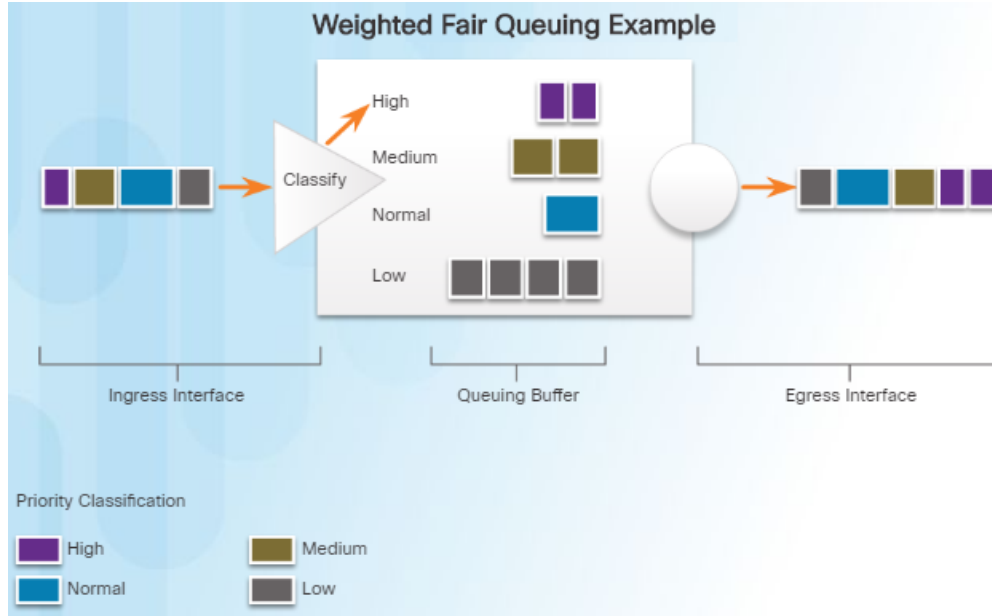 Weighted Fair Queuing Example
High
Medium
Classify
Normal
Low
Ingress Interface
Queuing Buffer
Egress Interface
Priority Classification
High
Medium
Normal
Low